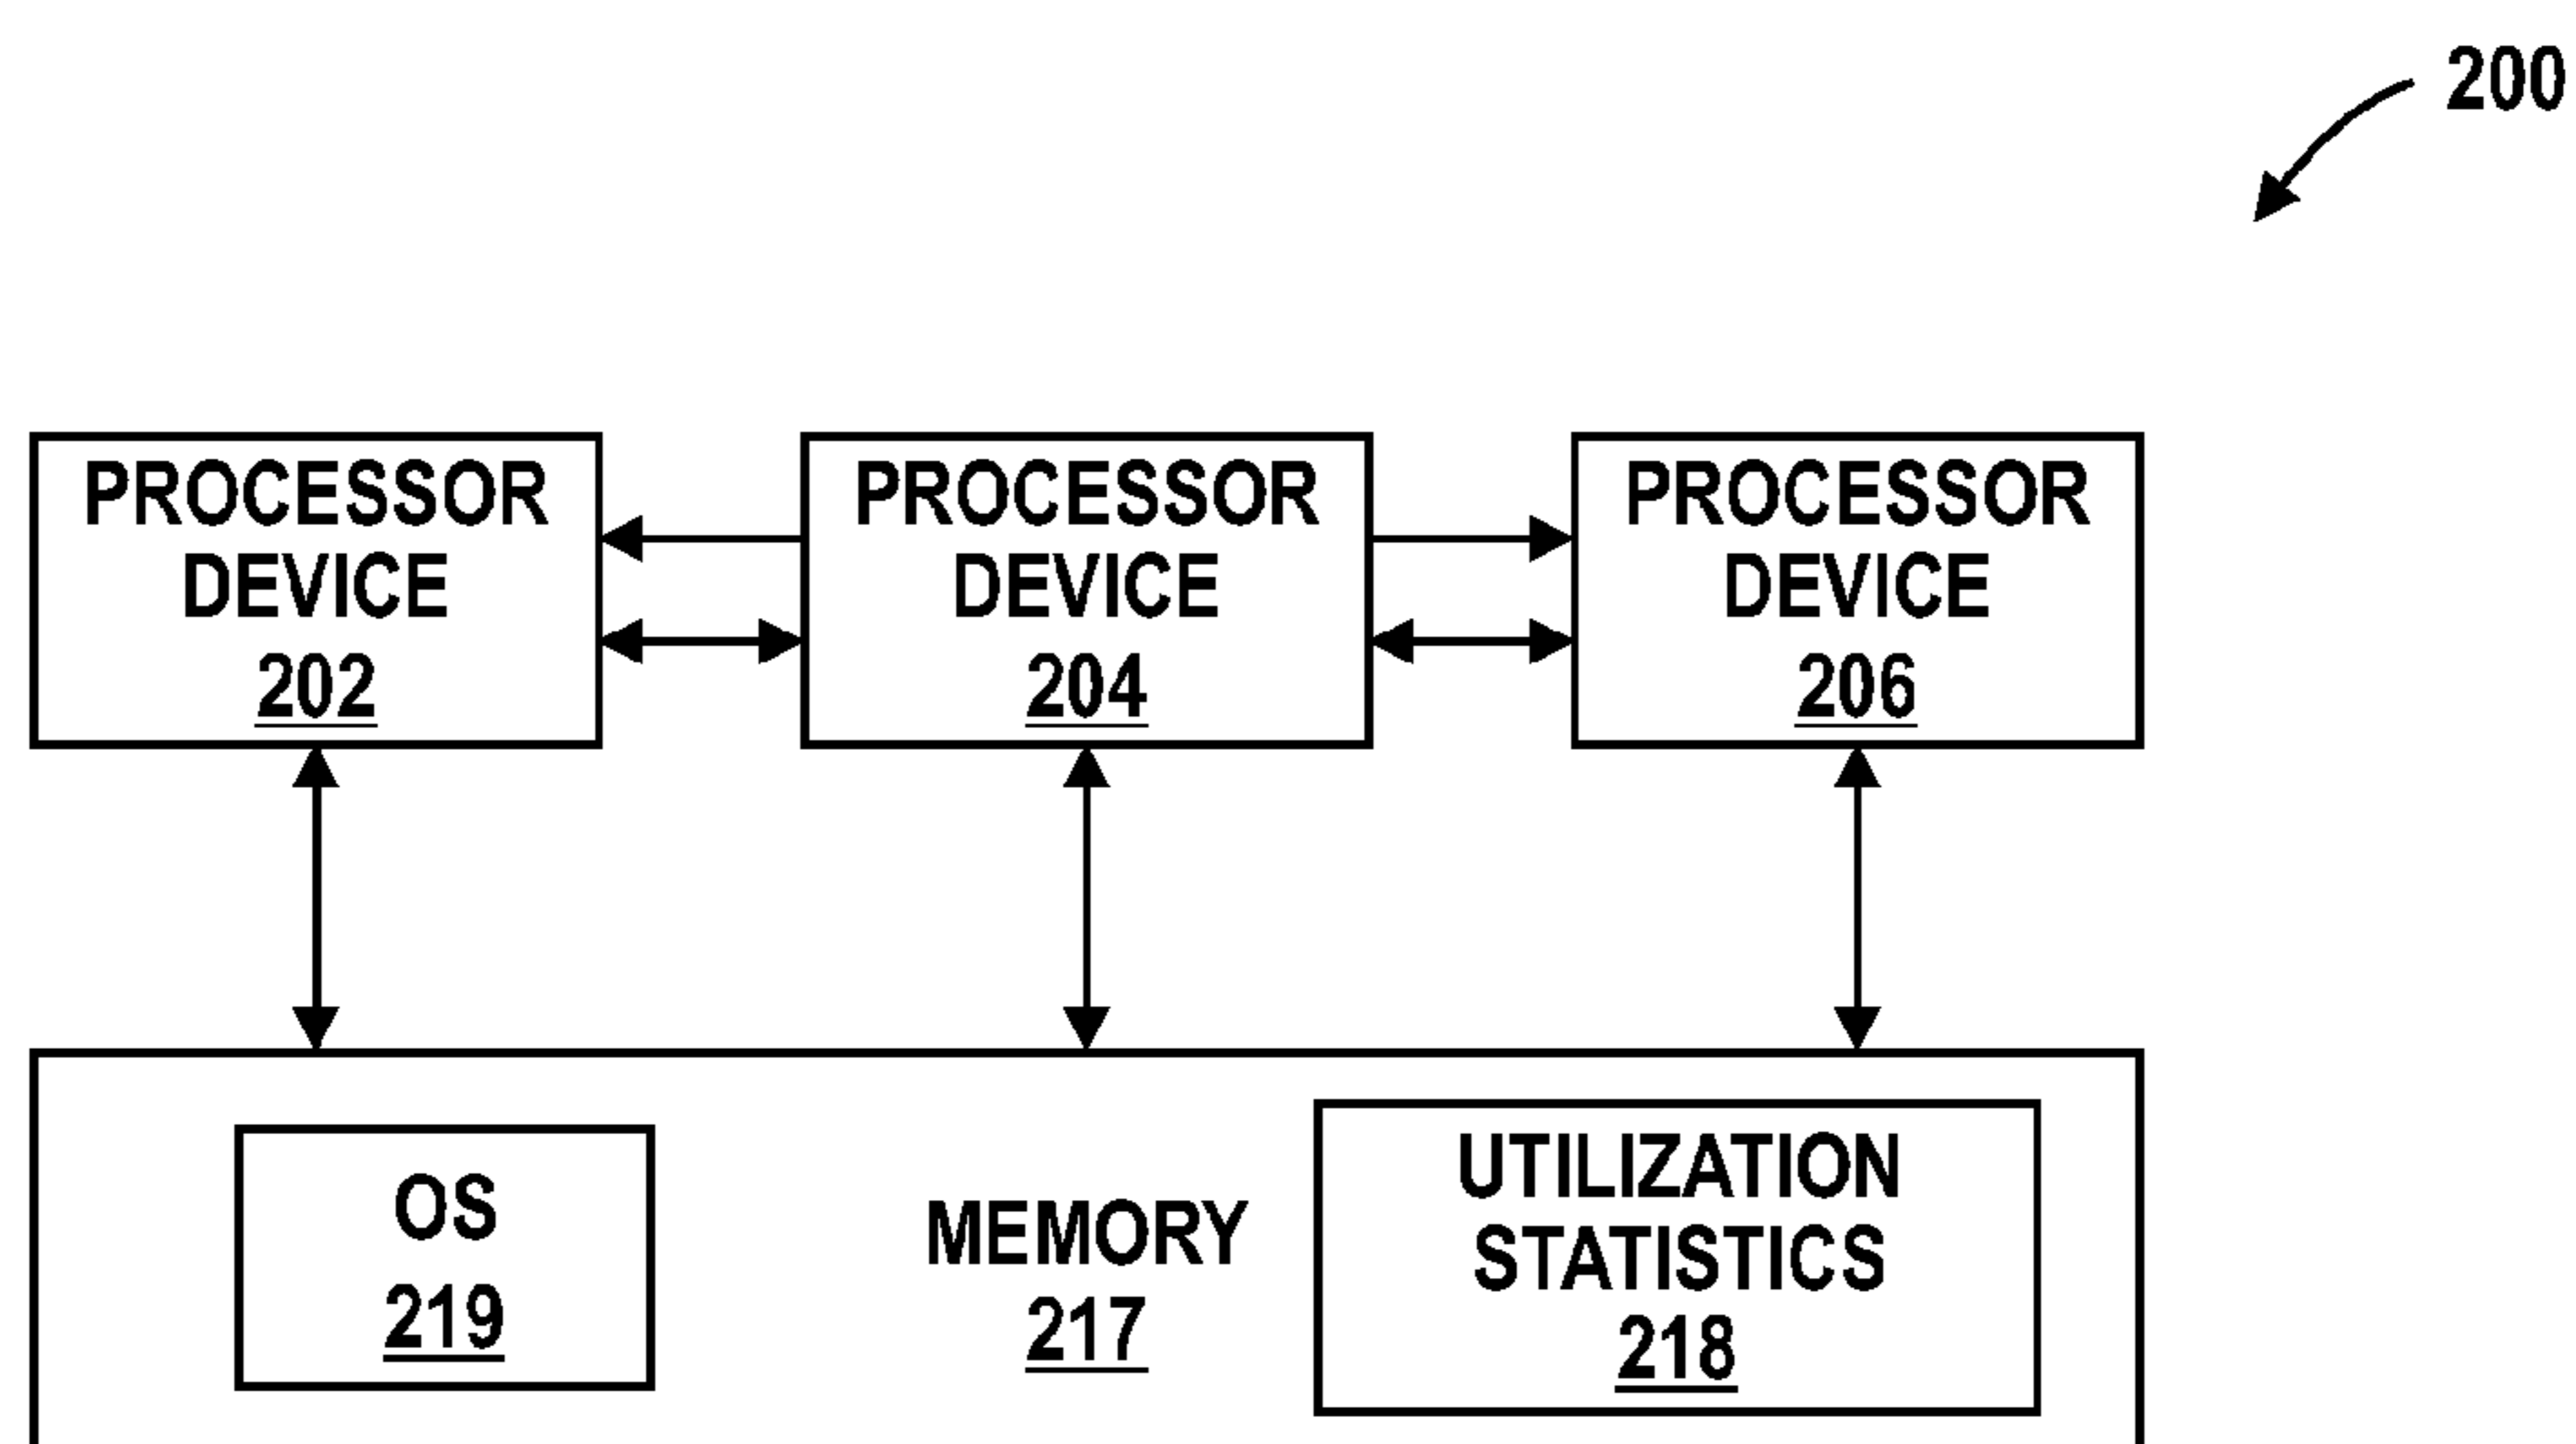 200
PROCESSOR
DEVICE
202
PROCESSOR
DEVICE
204
PROCESSOR
DEVICE
206
OS
219
MEMORY
217
UTILIZATION
STATISTICS
218